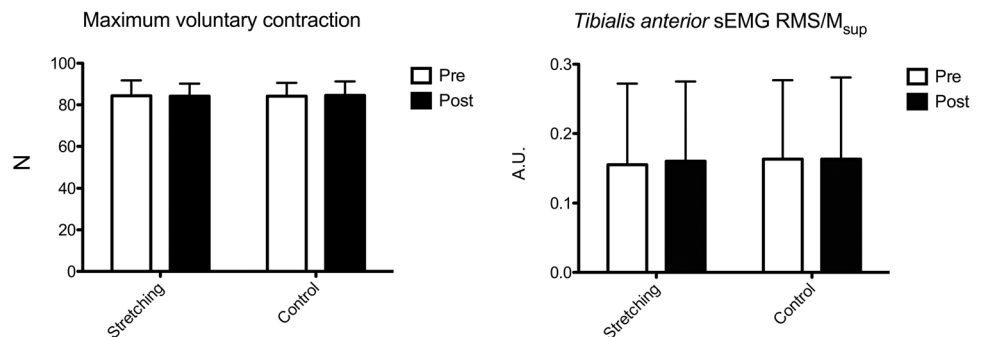 Maximum voluntary contraction
N
100
80
60
40
20
0
Stretching
Control
Pre
Post
Tibialis anterior sEMG RMS/Msup
A.U.
0.3
0.2
0.1
0.0
Stretching
Control
Pre
Post